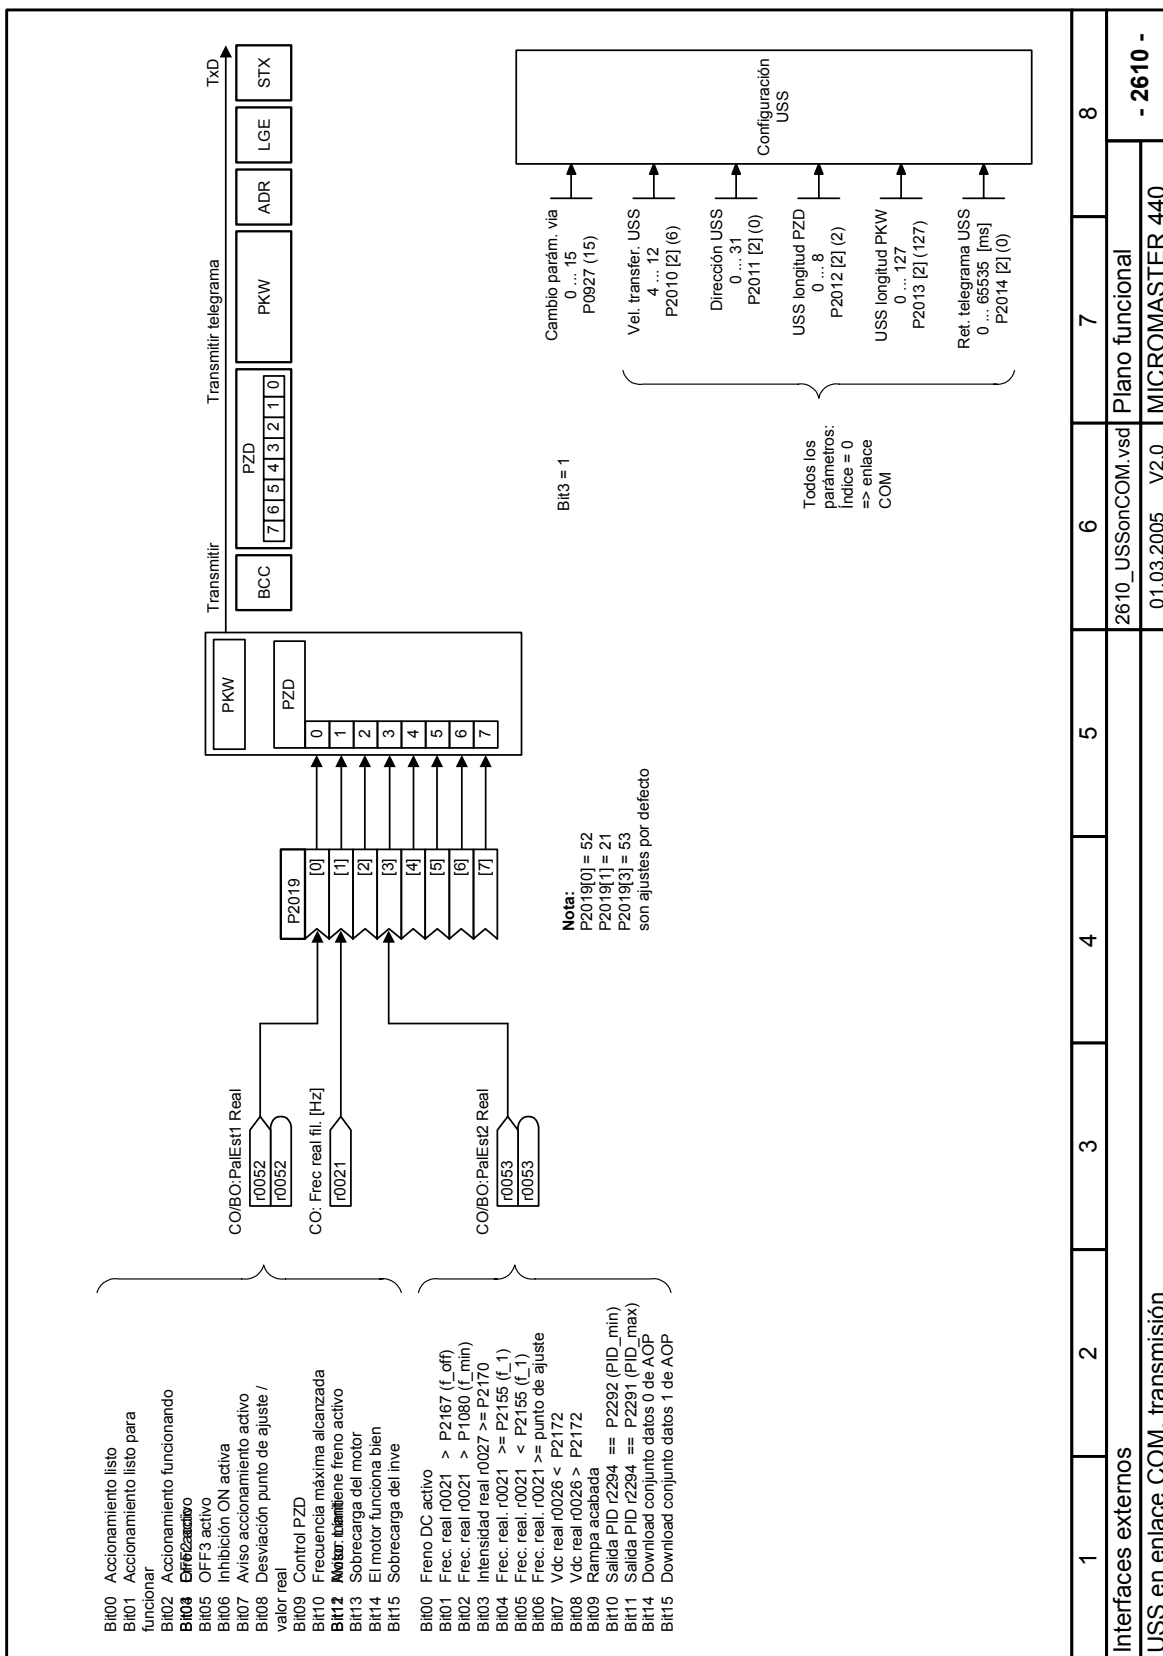 Bit00 Accionamiento listo
Bit01 Accionamiento listo para
funcionar
Bit02 Accionamiento funcionando
Bit05 OFF3 activo
Bit06 Inhibición ON activa
Bit07 Aviso accionamiento activo
Bit08 Desviación punto de ajuste /
valor real
Bit09 Control PZD
Bit10 Frecuencia máxima alcanzada
freno activo
Bit13 Sobrecarga del motor
Bit14 El motor funciona bien
Bit15 Sobrecarga del inve
Bit00 Freno DC activo
Bit01 Frec. real r0021 > P2167 (f_off)
Bit02 Frec. real r0021 > P1080 (f_min)
Bit03 Intensidad real r0027 >= P2170
Bit04 Frec. real. r0021 >= P2155 (f_1)
Bit05 Frec. real. r0021 < P2155 (f_1)
Bit06 Frec. real. r0021 >= punto de ajuste
Bit07 Vdc real r0026 < P2172
Bit08 Vdc real r0026 > P2172
Bit09 Rampa acabada
Bit10 Salida PID r2294 == P2292 (PID_min)
Bit11 Salida PID r2294 == P2291 (PID_max)
Bit14 Download conjunto datos 0 de AOP
Bit15 Download conjunto datos 1 de AOP
CO/BO:PalEst1 Real
r0052
r0052
CO: Frec real fil. [Hz]
r0021
CO/BO:PalEst2 Real
r0053
r0053
P2019
[0]
[1]
[2]
[3]
[4]
[5]
[6]
[7]
Nota:
P2019[0] = 52
P2019[1] = 21
P2019[3] = 53
son ajustes por defecto
PKW
PZD
0
1
2
3
4
5
6
7
Transmitir
Transmitir telegrama
TxD
BCC
PZD
7 6 5 4 3 2 1 0
PKW
ADR
LGE
STX
Bit3 = 1
Todos los
parámetros:
Índice = 0
=> enlace
COM
Cambio parám. via
0 ... 15
P0927 (15)
Vel. transfer. USS
4 ... 12
P2010 [2] (6)
Dirección USS
0 ... 31
P2011 [2] (0)
USS longitud PZD
0 ... 8
P2012 [2] (2)
USS longitud PKW
0 ... 127
P2013 [2] (127)
Ret. telegrama USS
0 ... 65535 [ms]
P2014 [2] (0)
Configuración
USS
1 2 3 4 5 6 7 8
Interfaces externos
2610_USSonCOM.vsd
Plano funcional
- 2610 -
USS en enlace COM, transmisión
01.03.2005 V2.0
MICROMASTER 440